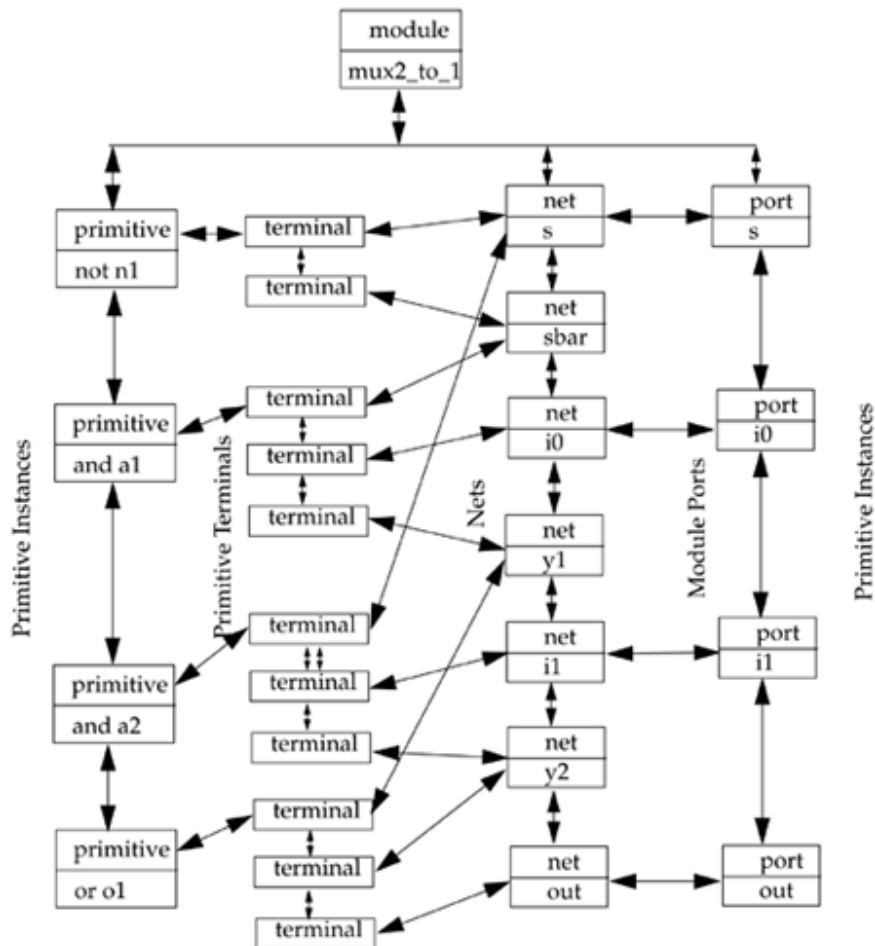 module
mux2_to_1
primitive
not n1
terminal
terminal
net
s
port
s
net
sbar
primitive
and a1
terminal
terminal
terminal
net
i0
port
i0
Primitive Instances
Primitive Terminals
Nets
Module Ports
Primitive Instances
net
y1
primitive
and a2
terminal
terminal
terminal
net
i1
port
i1
net
y2
primitive
or o1
terminal
terminal
terminal
net
out
port
out